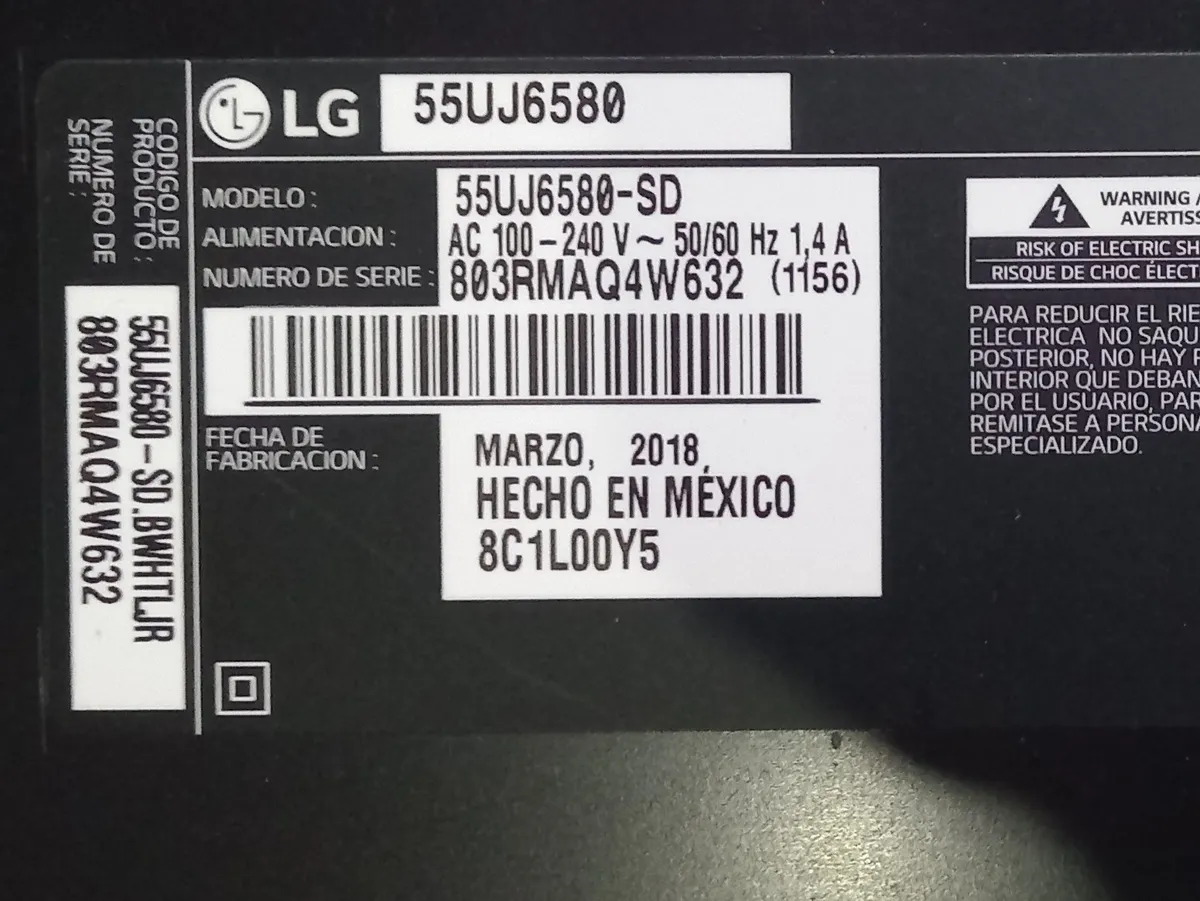 LG 55UJ6580
MODELO : 55UJ6580-SD
ALIMENTACION : AC 100-240 V ~ 50/60 Hz 1,4 A
NUMERO DE SERIE : 803RMAQ4W632 (1156)
FECHA DE
FABRICACION :
MARZO, 2018,
HECHO EN MÉXICO
8C1L00Y5
CODIGO DE
PRODUCTO :
NUMERO DE
SERIE :
55UJ6580-SD.BWHTLJR
803RMAQ4W632
WARNING /
AVERTISS
RISK OF ELECTRIC SH
RISQUE DE CHOC ÉLECT
PARA REDUCIR EL RIE
ELECTRICA NO SAQU
POSTERIOR, NO HAY P
INTERIOR QUE DEBAN
POR EL USUARIO, PAR
REMITASE A PERSONA
ESPECIALIZADO.